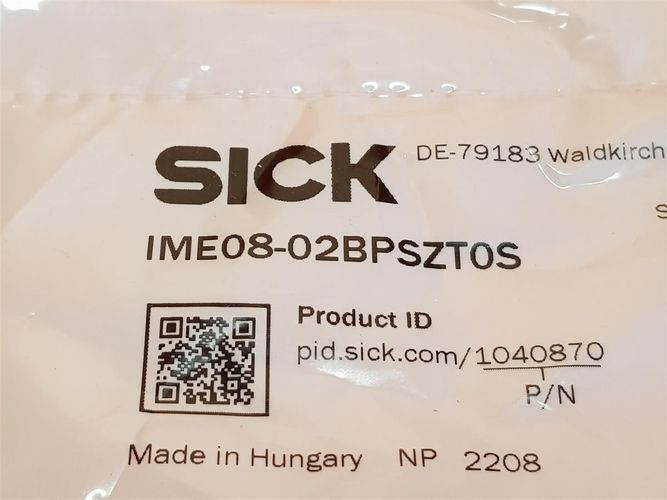 SICK DE-79183 Waldkirch
IME08-02BPSZT0S
Product ID
pid.sick.com/1040870
P/N
Made in Hungary NP 2208